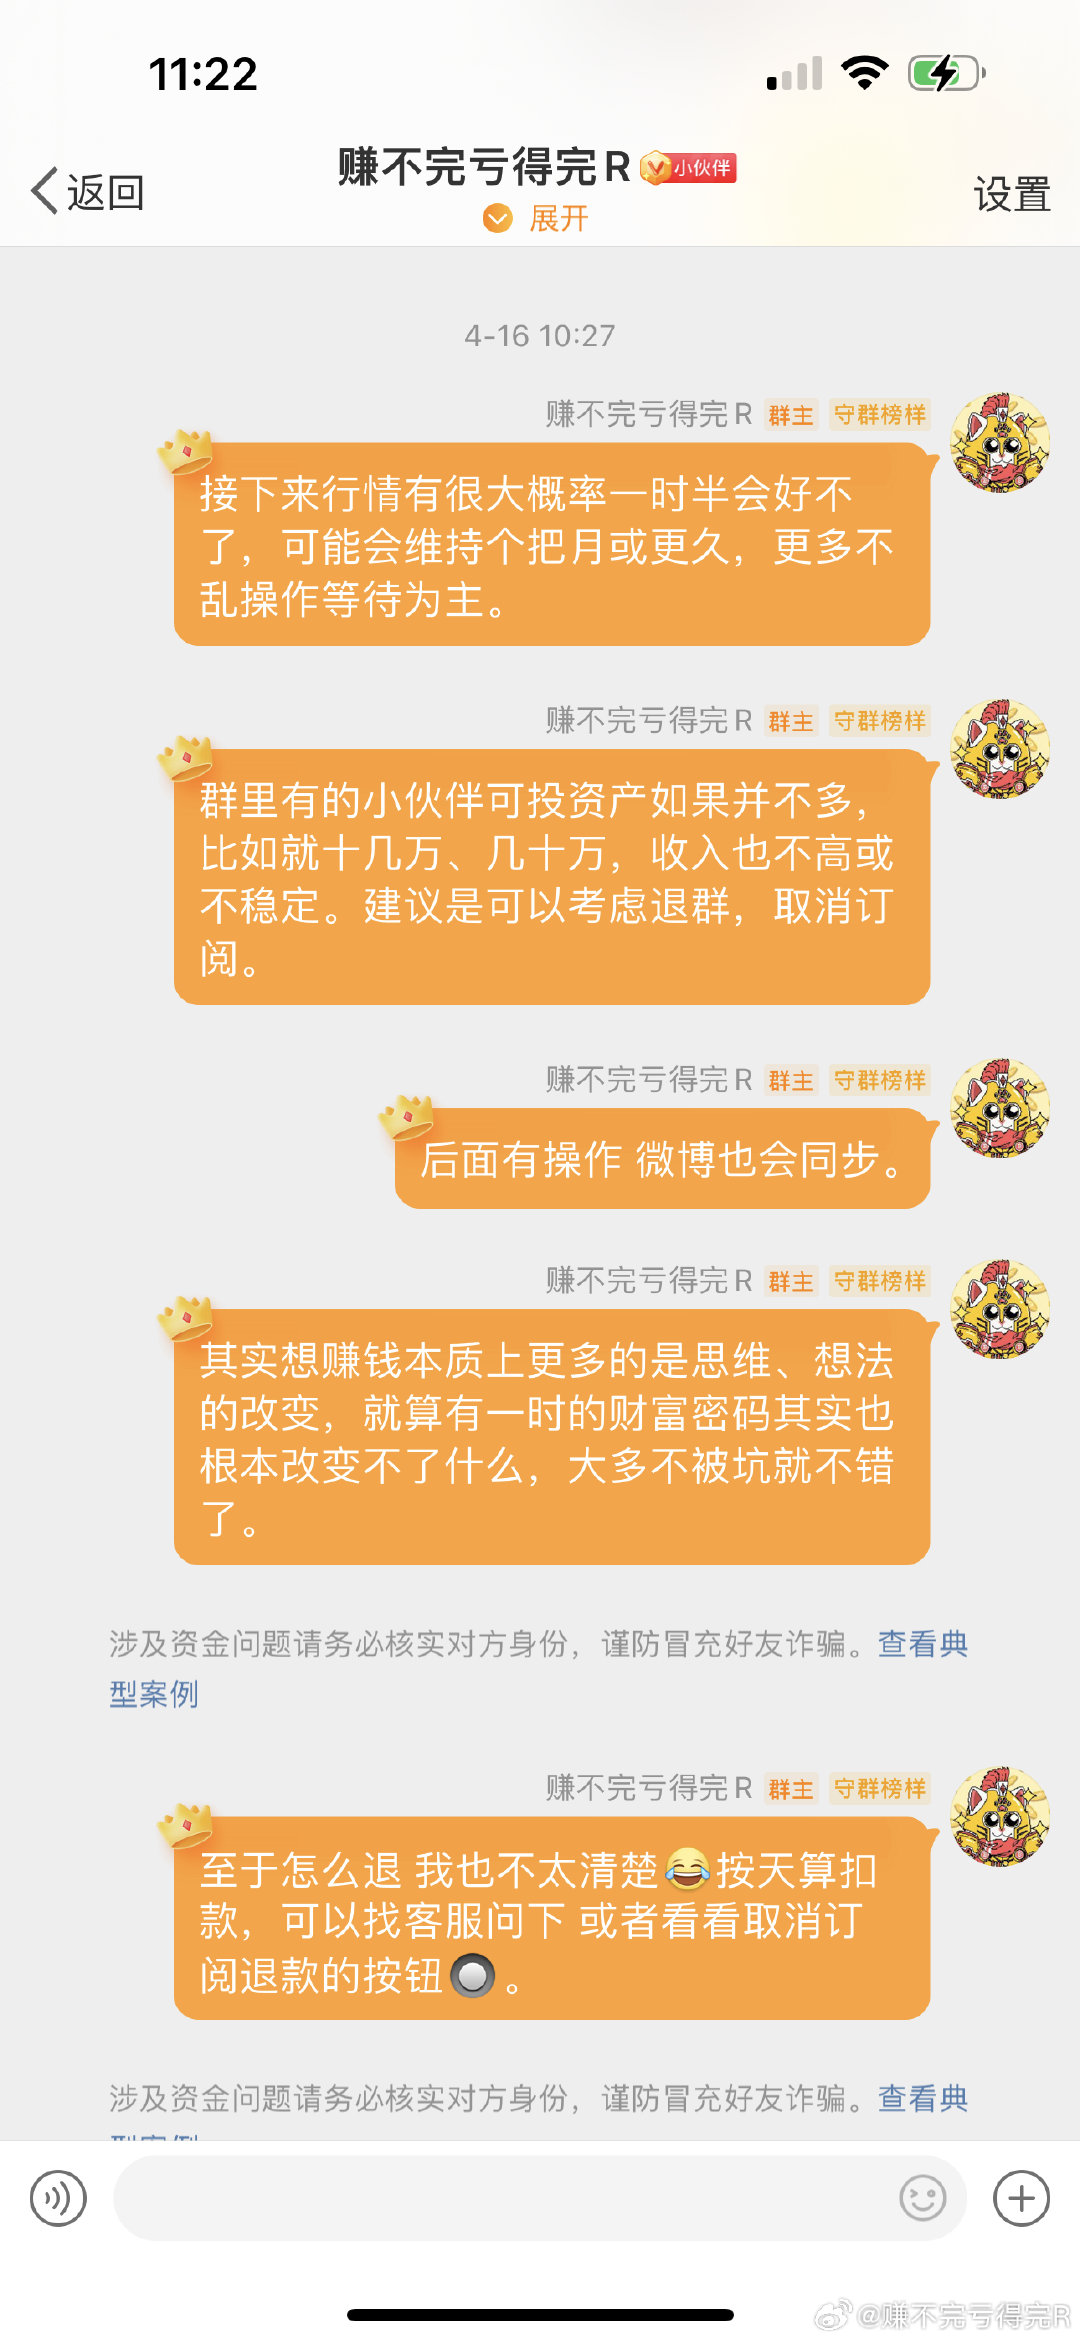 11:22
返回
赚不完亏得完R 小伙伴
展开
设置
4-16 10:27
赚不完亏得完R 群主 守群榜样
接下来行情有很大概率一时半会好不
了，可能会维持个把月或更久，更多不
乱操作等待为主。
赚不完亏得完R 群主 守群榜样
群里有的小伙伴可投资产如果并不多，
比如就十几万、几十万，收入也不高或
不稳定。建议是可以考虑退群，取消订
阅。
赚不完亏得完R 群主 守群榜样
后面有操作 微博也会同步。
赚不完亏得完R 群主 守群榜样
其实想赚钱本质上更多的是思维、想法
的改变，就算有一时的财富密码其实也
根本改变不了什么，大多不被坑就不错
了。
涉及资金问题请务必核实对方身份，谨防冒充好友诈骗。查看典
型案例
赚不完亏得完R 群主 守群榜样
至于怎么退 我也不太清楚😂按天算扣
款，可以找客服问下 或者看看取消订
阅退款的按钮🔘。
涉及资金问题请务必核实对方身份，谨防冒充好友诈骗。查看典
型案例
@赚不完亏得完R